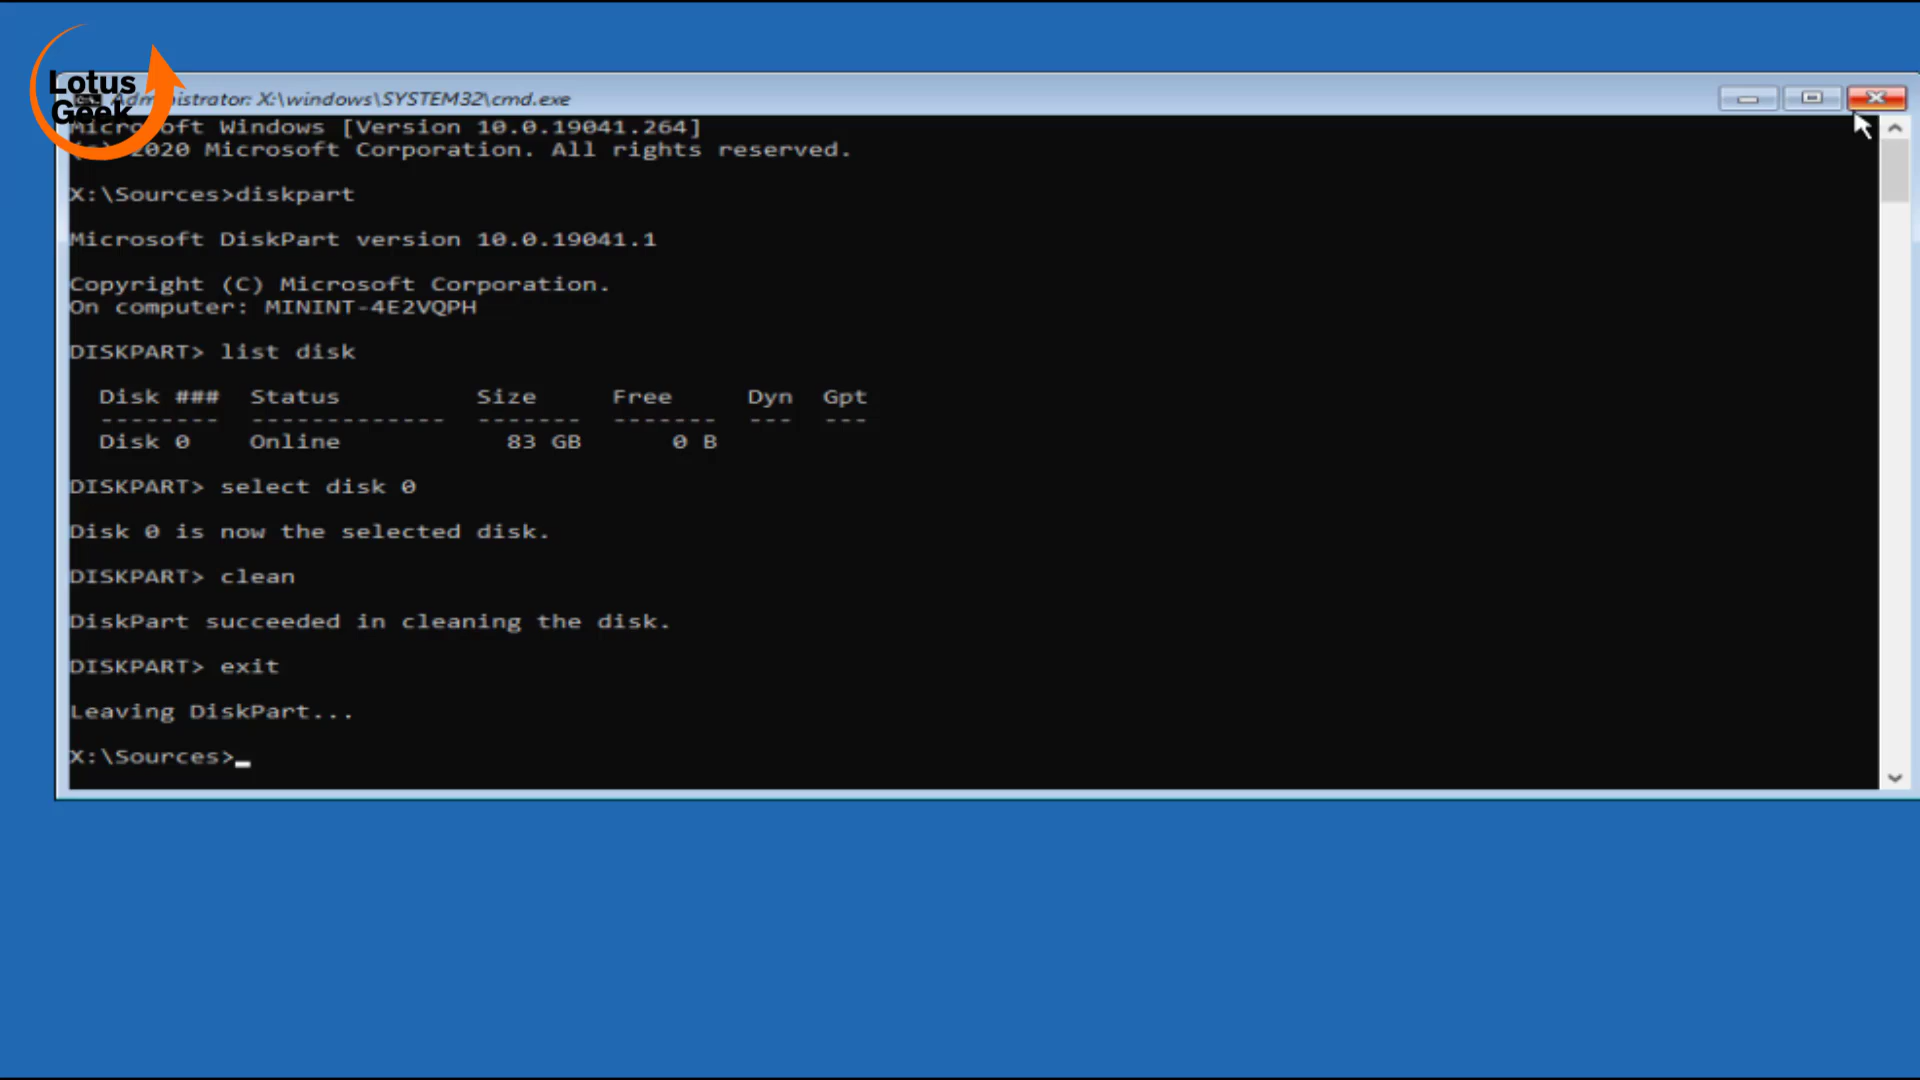 Lotus
Geek
Administrator: X:\windows\SYSTEM32\cmd.exe
Microsoft Windows [Version 10.0.19041.264]
(c) 2020 Microsoft Corporation. All rights reserved.
X:\Sources>diskpart
Microsoft DiskPart version 10.0.19041.1
Copyright (C) Microsoft Corporation.
On computer: MININT-4E2VQPH
DISKPART> list disk
Disk ### Status Size Free Dyn Gpt
-------- ------------- ------- ------- --- ---
Disk 0 Online 83 GB 0 B
DISKPART> select disk 0
Disk 0 is now the selected disk.
DISKPART> clean
DiskPart succeeded in cleaning the disk.
DISKPART> exit
Leaving DiskPart...
X:\Sources>_